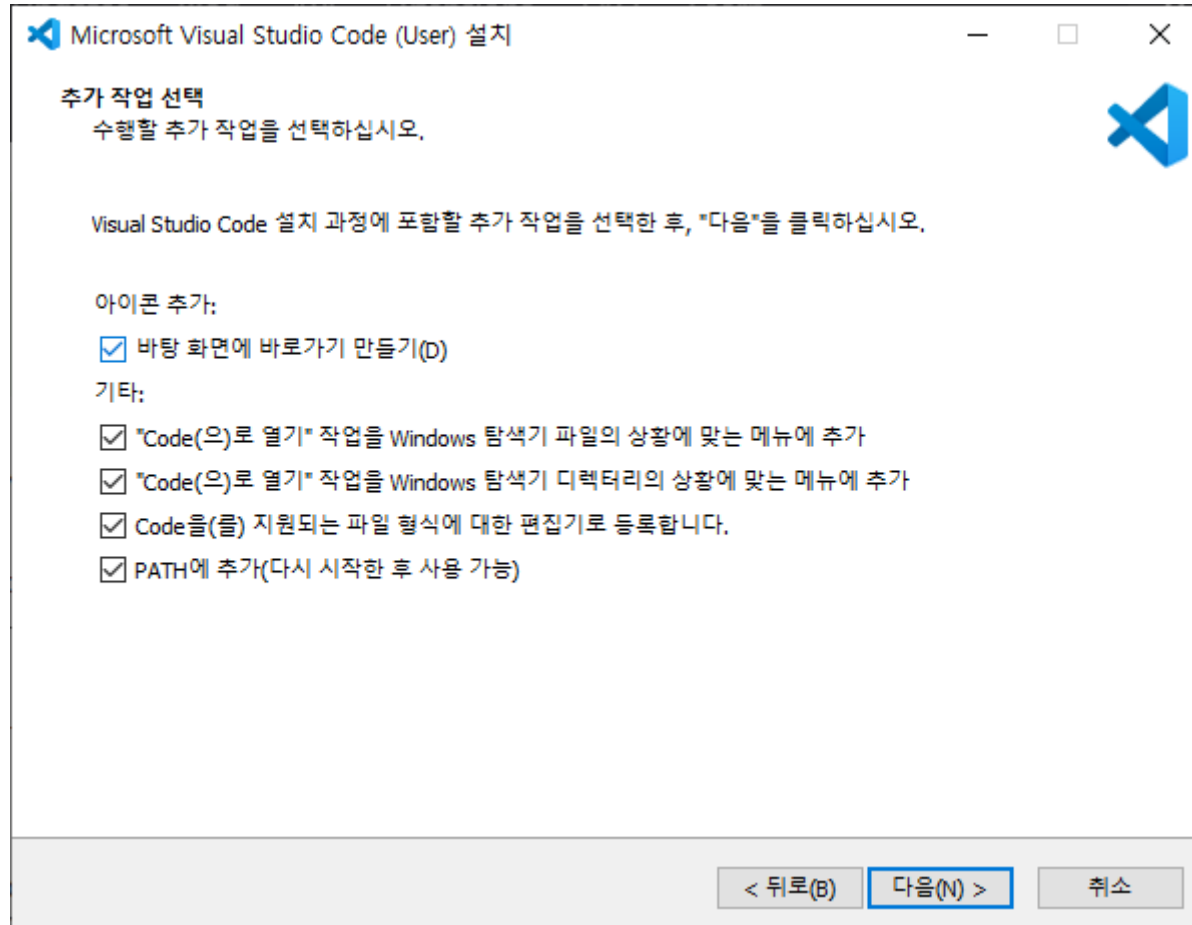 Microsoft Visual Studio Code (User) 설치
추가 작업 선택
수행할 추가 작업을 선택하십시오.
Visual Studio Code 설치 과정에 포함할 추가 작업을 선택한 후, "다음"을 클릭하십시오.
아이콘 추가:
바탕 화면에 바로가기 만들기(D)
기타:
"Code(으)로 열기" 작업을 Windows 탐색기 파일의 상황에 맞는 메뉴에 추가
"Code(으)로 열기" 작업을 Windows 탐색기 디렉터리의 상황에 맞는 메뉴에 추가
Code을(를) 지원되는 파일 형식에 대한 편집기로 등록합니다.
PATH에 추가(다시 시작한 후 사용 가능)
< 뒤로(B) 다음(N) > 취소